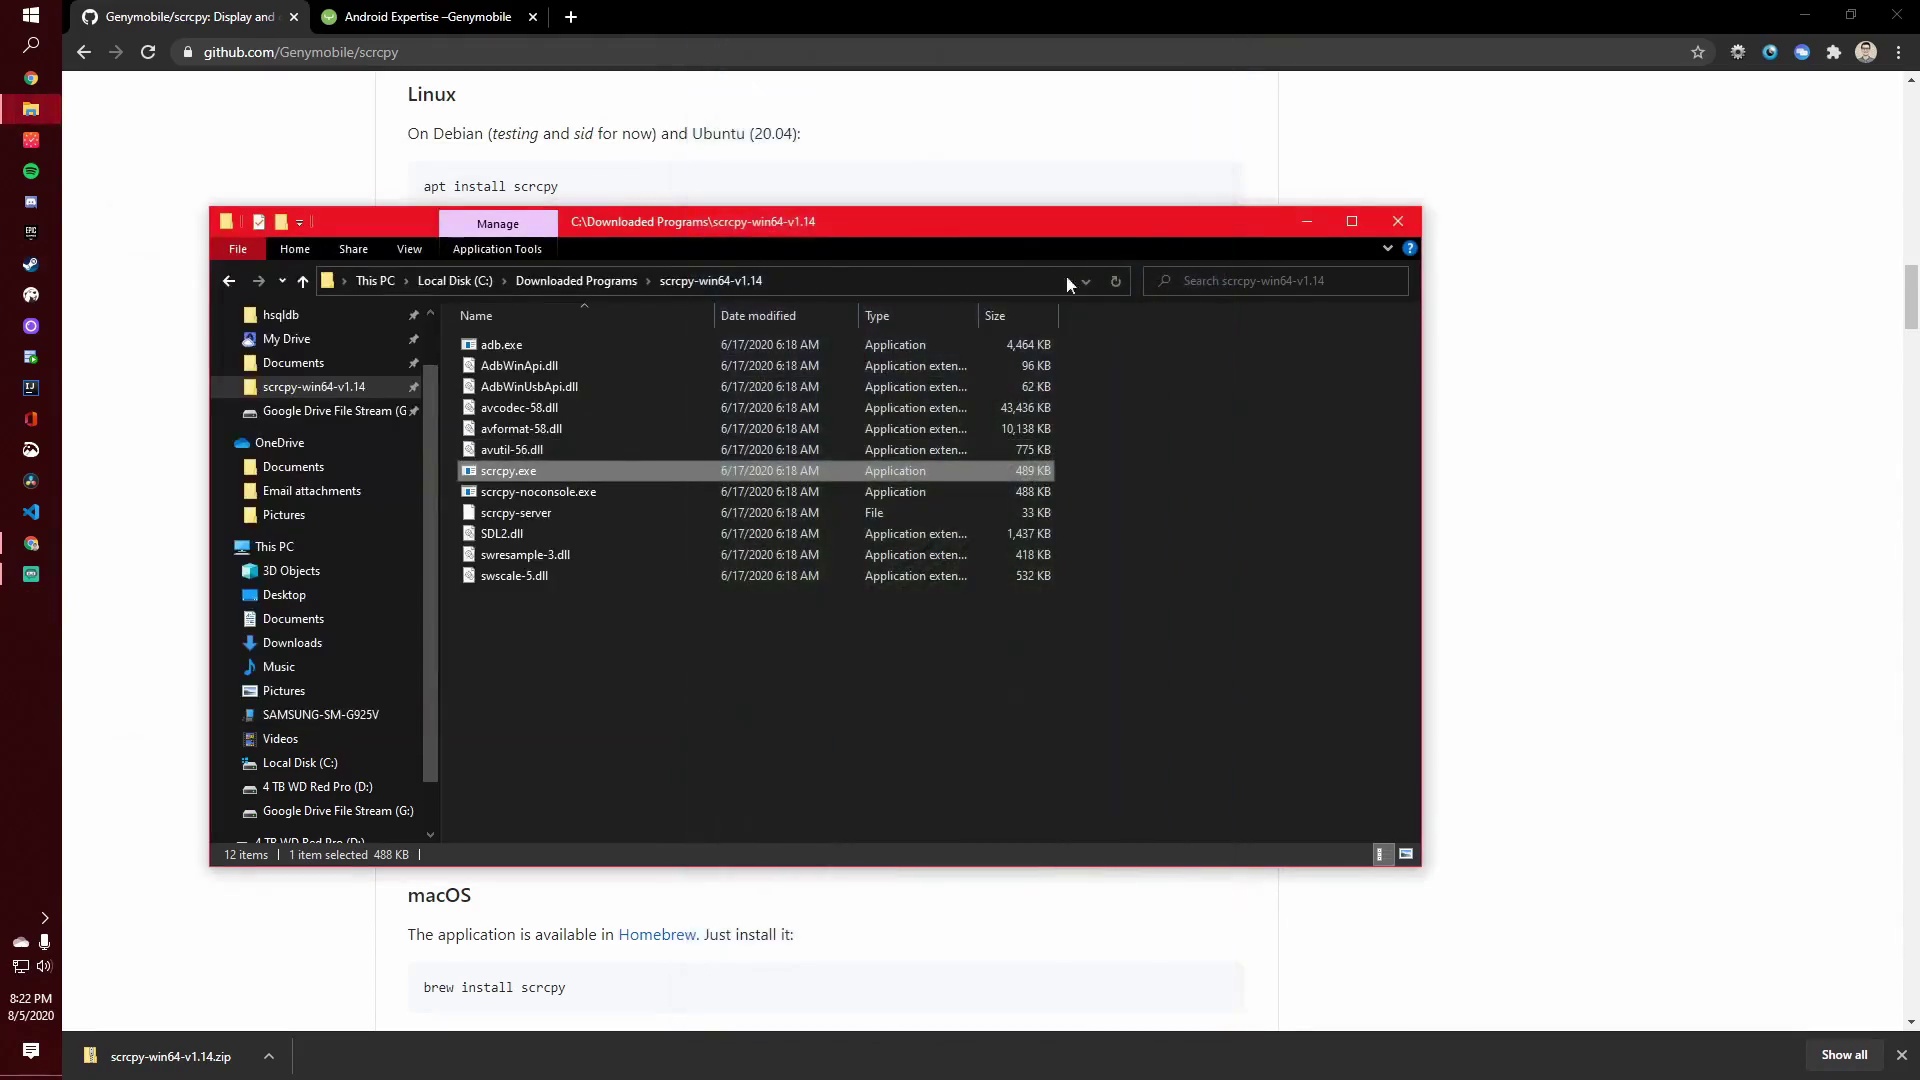 Genymobile/scrcpy: Display and
Android Expertise –Genymobile
github.com/Genymobile/scrcpy
Linux
On Debian (testing and sid for now) and Ubuntu (20.04):
apt install scrcpy
Manage
C:\Downloaded Programs\scrcpy-win64-v1.14
File
Home
Share
View
Application Tools
This PC
Local Disk (C:)
Downloaded Programs
scrcpy-win64-v1.14
Search scrcpy-win64-v1.14
hsqldb
My Drive
Documents
scrcpy-win64-v1.14
Google Drive File Stream (G
OneDrive
Documents
Email attachments
Pictures
This PC
3D Objects
Desktop
Documents
Downloads
Music
Pictures
SAMSUNG-SM-G925V
Videos
Local Disk (C:)
4 TB WD Red Pro (D:)
Google Drive File Stream (G:)
4 TB WD Red Pro (D:)
Name Date modified Type Size
adb.exe 6/17/2020 6:18 AM Application 4,464 KB
AdbWinApi.dll 6/17/2020 6:18 AM Application exten... 96 KB
AdbWinUsbApi.dll 6/17/2020 6:18 AM Application exten... 62 KB
avcodec-58.dll 6/17/2020 6:18 AM Application exten... 43,436 KB
avformat-58.dll 6/17/2020 6:18 AM Application exten... 10,138 KB
avutil-56.dll 6/17/2020 6:18 AM Application exten... 775 KB
scrcpy.exe 6/17/2020 6:18 AM Application 489 KB
scrcpy-noconsole.exe 6/17/2020 6:18 AM Application 488 KB
scrcpy-server 6/17/2020 6:18 AM File 33 KB
SDL2.dll 6/17/2020 6:18 AM Application exten... 1,437 KB
swresample-3.dll 6/17/2020 6:18 AM Application exten... 418 KB
swscale-5.dll 6/17/2020 6:18 AM Application exten... 532 KB
12 items
1 item selected 488 KB
macOS
The application is available in Homebrew. Just install it:
brew install scrcpy
EPIC
IJ
8:22 PM
8/5/2020
scrcpy-win64-v1.14.zip
Show all